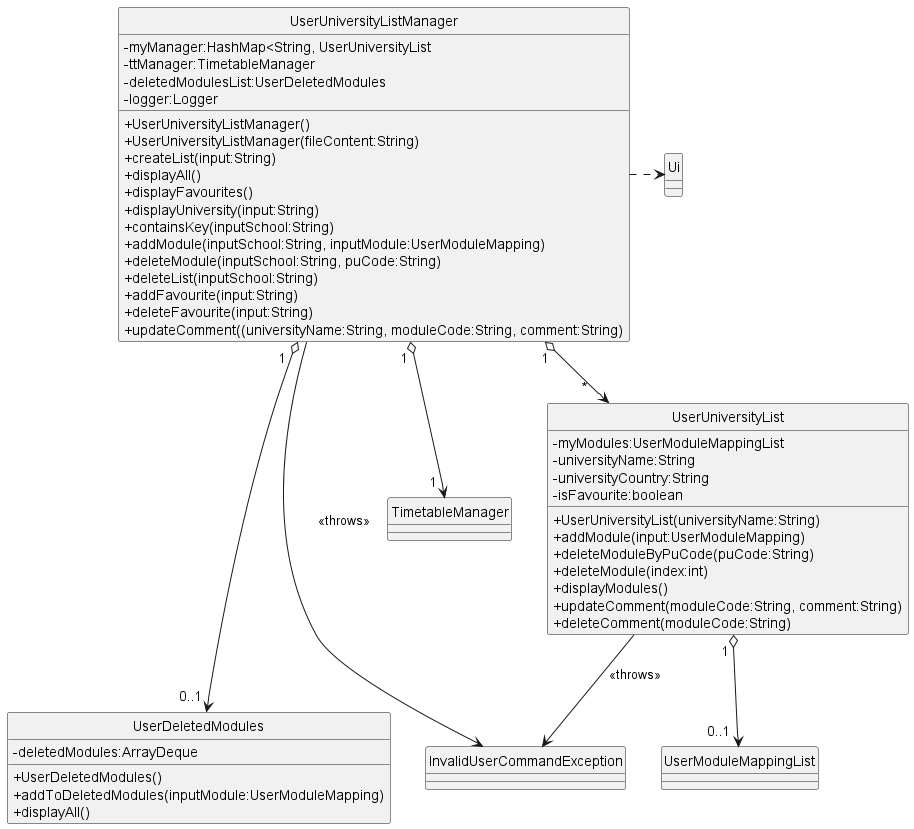 UserUniversityListManager
-myManager:HashMap<String, UserUniversityList
-ttManager:TimetableManager
-deletedModulesList:UserDeletedModules
-logger:Logger
+UserUniversityListManager()
+UserUniversityListManager(fileContent:String)
+createList(input:String)
+displayAll()
+displayFavourites()
+displayUniversity(input:String)
+containsKey(inputSchool:String)
+addModule(inputSchool:String, inputModule:UserModuleMapping)
+deleteModule(inputSchool:String, puCode:String)
+deleteList(inputSchool:String)
+addFavourite(input:String)
+deleteFavourite(input:String)
+updateComment((universityName:String, moduleCode:String, comment:String)
Ui
1
1
1
*
UserUniversityList
-myModules:UserModuleMappingList
-universityName:String
-universityCountry:String
-isFavourite:boolean
+UserUniversityList(universityName:String)
+addModule(input:UserModuleMapping)
+deleteModuleByPuCode(puCode:String)
+deleteModule(index:int)
+displayModules()
+updateComment(moduleCode:String, comment:String)
+deleteComment(moduleCode:String)
1
TimetableManager
«throws»
1
«throws»
0..1
0..1
UserDeletedModules
-deletedModules:ArrayDeque
+UserDeletedModules()
+addToDeletedModules(inputModule:UserModuleMapping)
+displayAll()
InvalidUserCommandException
UserModuleMappingList